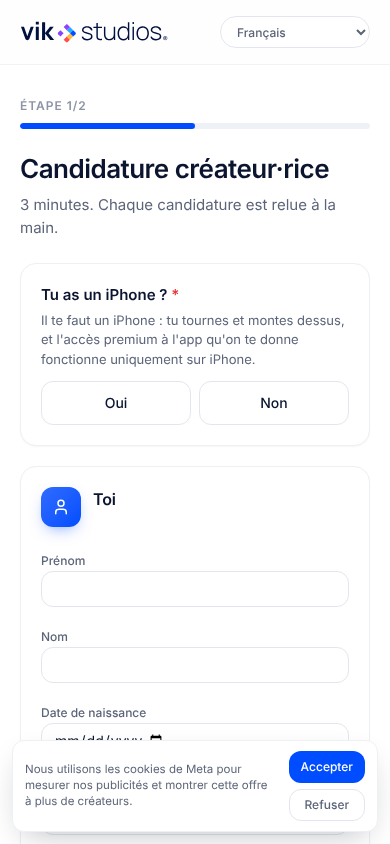 vik studios®
Français
ÉTAPE 1/2
Candidature créateur·rice
3 minutes. Chaque candidature est relue à la
main.
Tu as un iPhone ? *
Il te faut un iPhone : tu tournes et montes dessus,
et l'accès premium à l'app qu'on te donne
fonctionne uniquement sur iPhone.
Oui
Non
Toi
Prénom
Nom
Date de naissance
mm/dd/yyyy
Nous utilisons les cookies de Meta pour
mesurer nos publicités et montrer cette offre
à plus de créateurs.
Accepter
Refuser